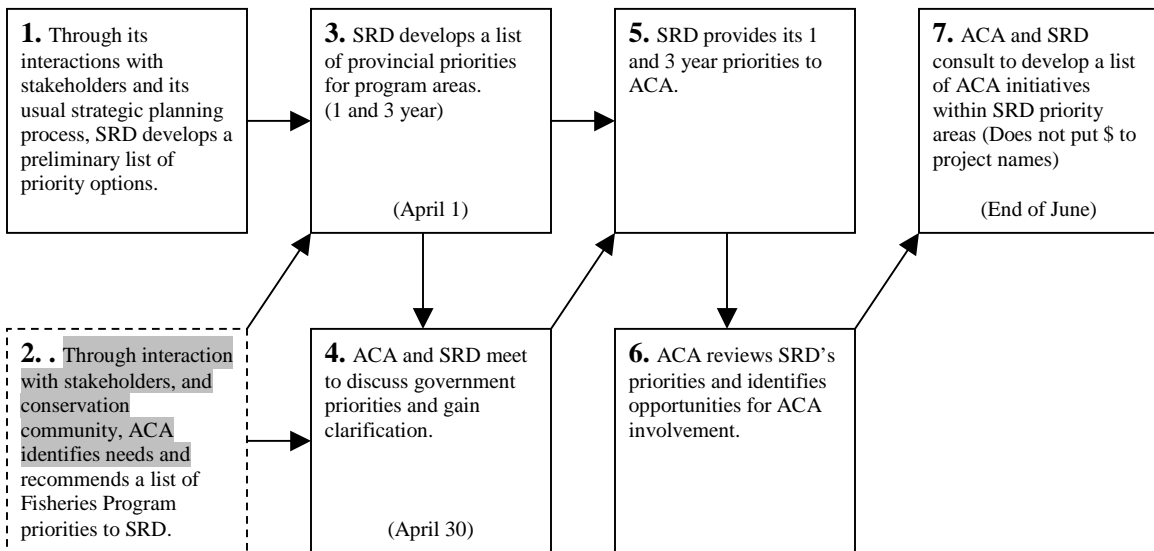 1. Through its
interactions with
stakeholders and its
usual strategic planning
process, SRD develops a
preliminary list of
priority options.
2. . Through interaction
with stakeholders, and
conservation
community, ACA
identifies needs and
recommends a list of
Fisheries Program
priorities to SRD.
3. SRD develops a list
of provincial priorities
for program areas.
(1 and 3 year)
(April 1)
4. ACA and SRD meet
to discuss government
priorities and gain
clarification.
(April 30)
5. SRD provides its 1
and 3 year priorities to
ACA.
6. ACA reviews SRD’s
priorities and identifies
opportunities for ACA
involvement.
7. ACA and SRD
consult to develop a list
of ACA initiatives
within SRD priority
areas (Does not put $ to
project names)
(End of June)